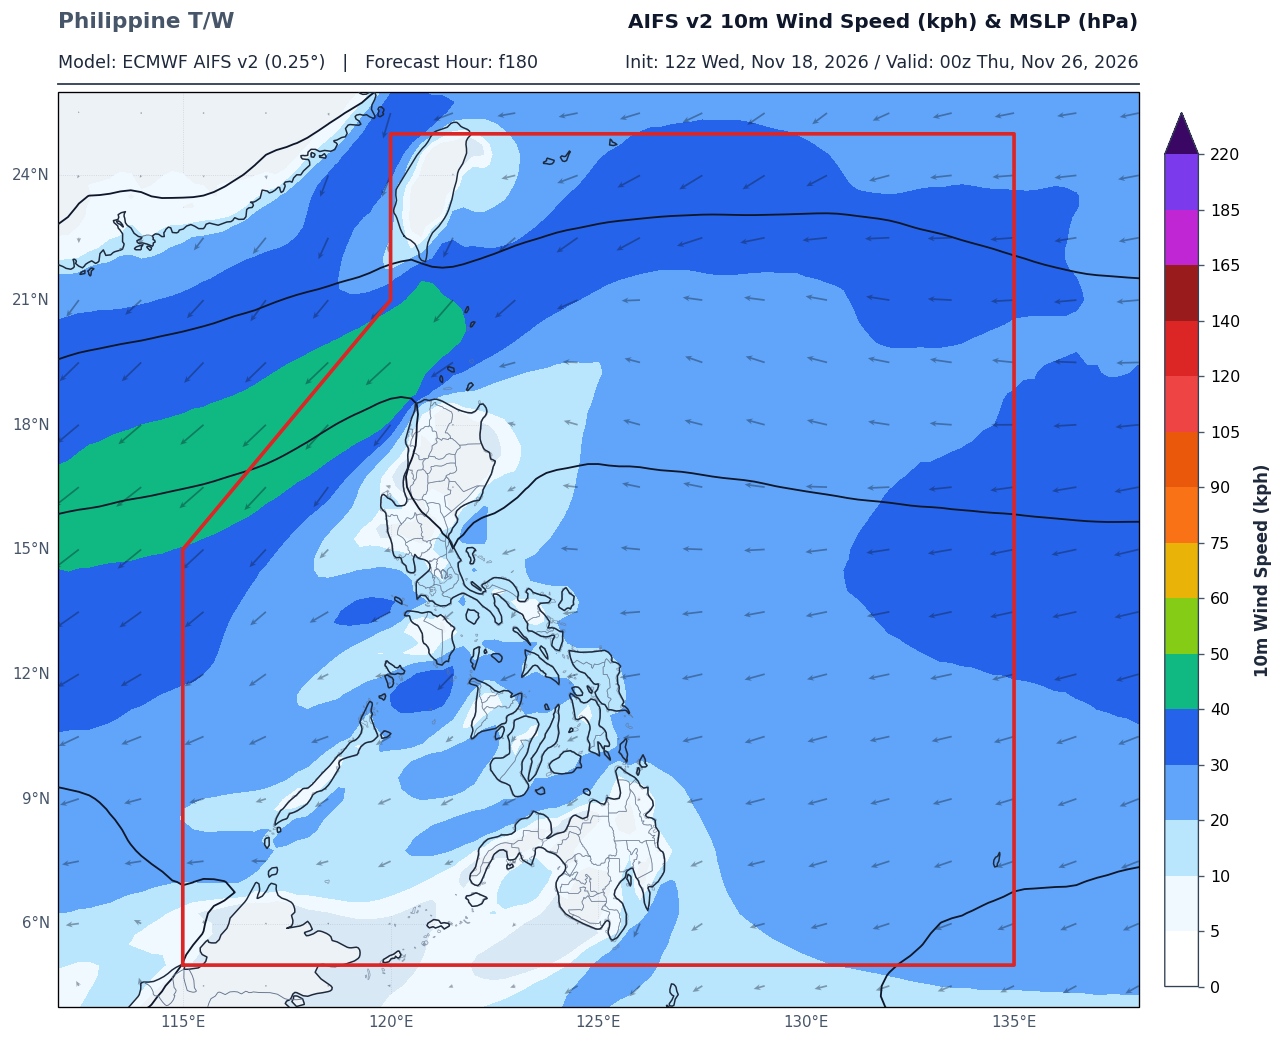 Philippine T/W
AIFS v2 10m Wind Speed (kph) & MSLP (hPa)
Model: ECMWF AIFS v2 (0.25°) | Forecast Hour: f180
Init: 12z Wed, Nov 18, 2026 / Valid: 00z Thu, Nov 26, 2026
24°N
21°N
18°N
15°N
12°N
9°N
6°N
115°E
120°E
125°E
130°E
135°E
220
185
165
140
120
105
90
75
60
50
40
30
20
10
5
0
10m Wind Speed (kph)